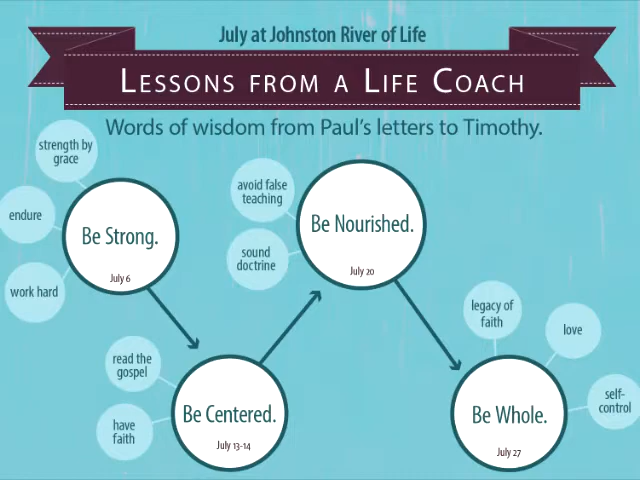 July at Johnston River of Life
LESSONS FROM A LIFE COACH
Words of wisdom from Paul's letters to Timothy.
strength by
grace
endure
work hard
Be Strong.
July 6
read the
gospel
have
faith
Be Centered.
July 13-14
avoid false
teaching
sound
doctrine
Be Nourished.
July 20
legacy of
faith
love
self-
control
Be Whole.
July 27